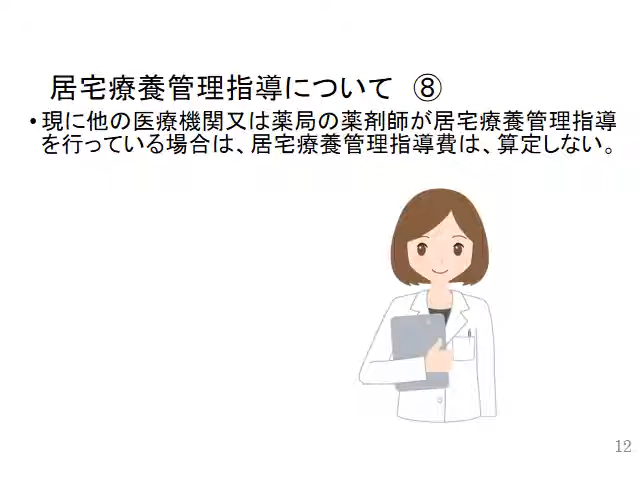 居宅療養管理指導について ⑧
• 現に他の医療機関又は薬局の薬剤師が居宅療養管理指導
を行っている場合は、居宅療養管理指導費は、算定しない。
12